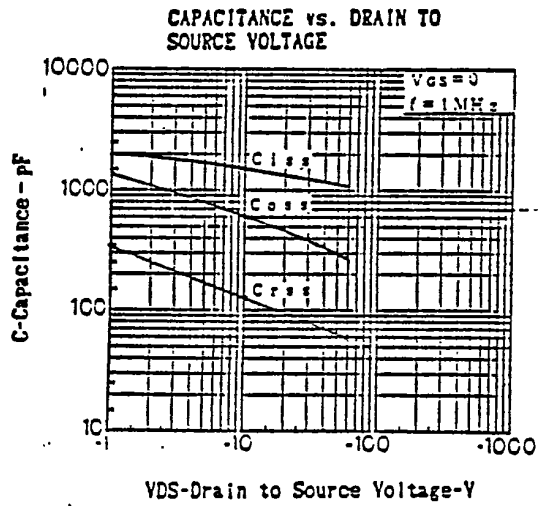 CAPACITANCE vs. DRAIN TO
SOURCE VOLTAGE
10000
VGS=0
f=1MHz
Ciss
1000
Coss
C-Capacitance-pF
Crss
100
10
-1 -10 -100 -1000
VDS-Drain to Source Voltage-V